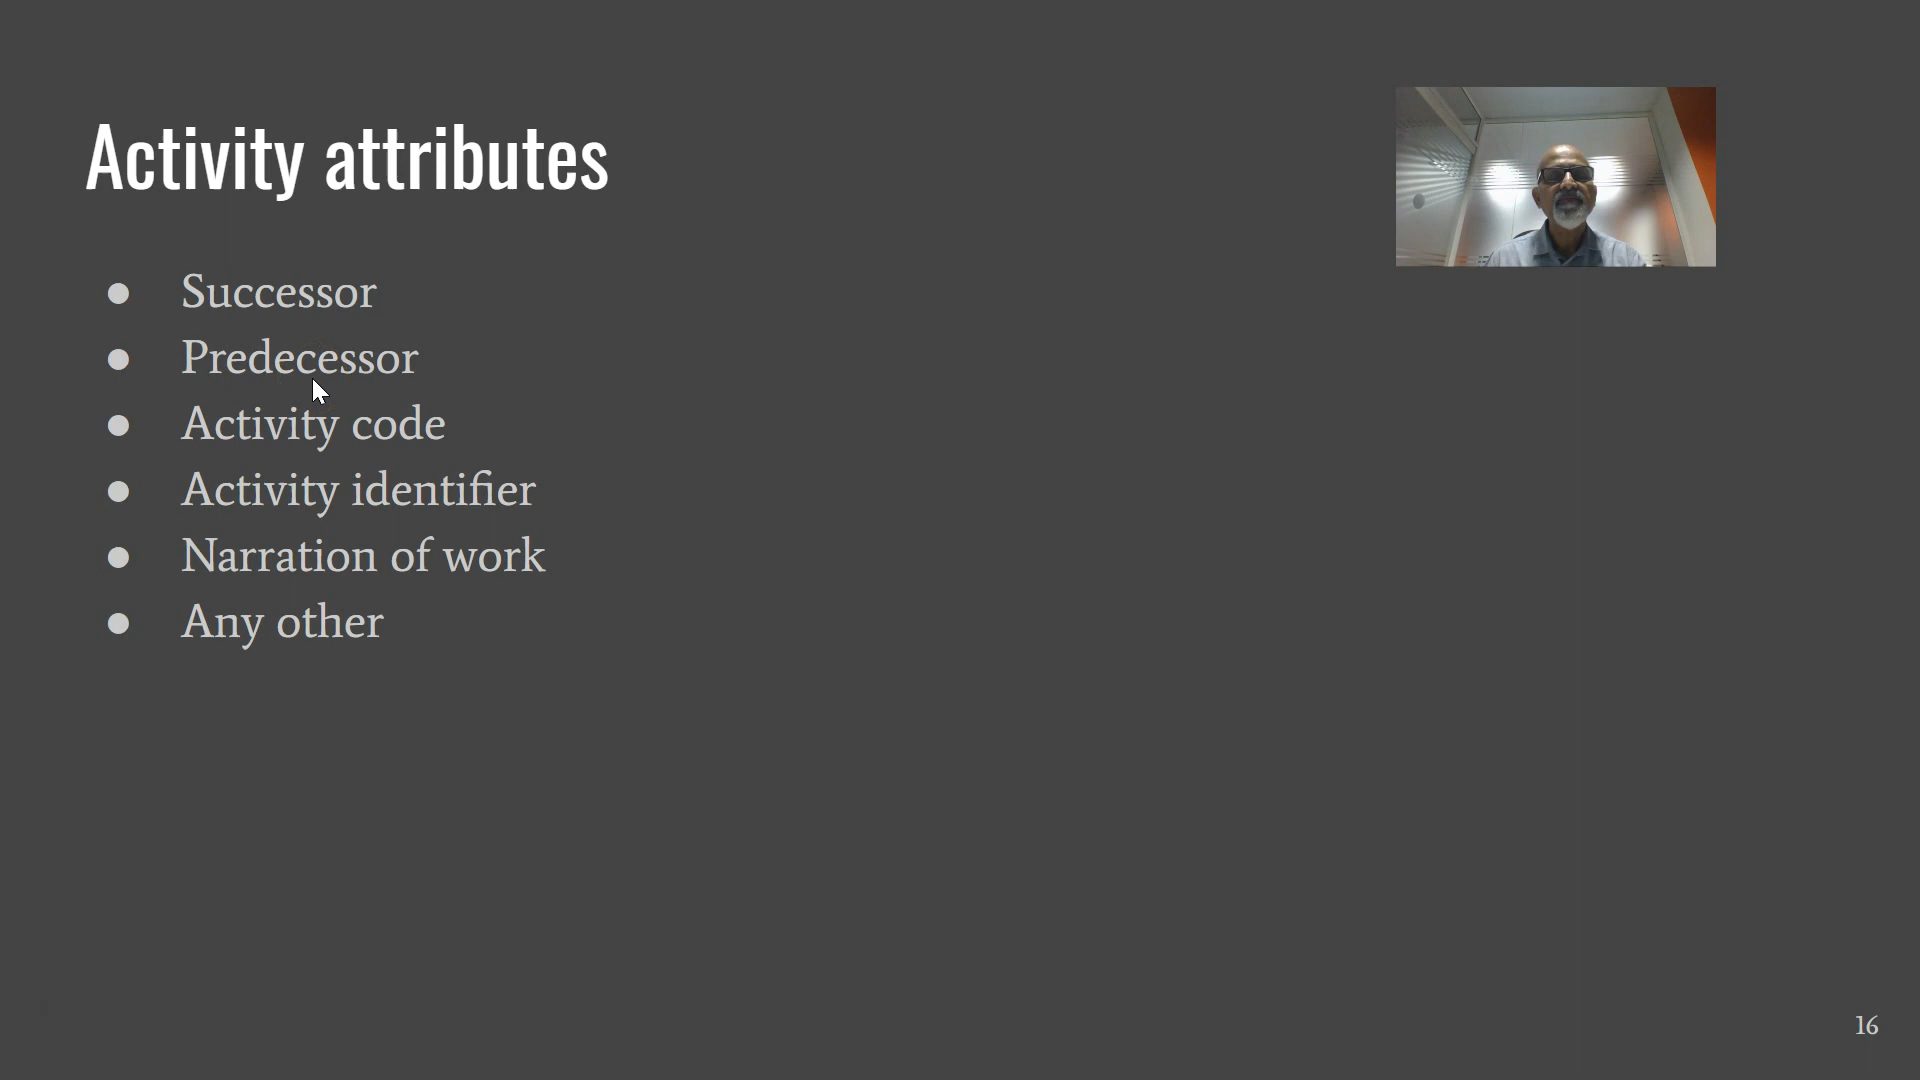 Activity attributes
● Successor
● Predecessor
● Activity code
● Activity identifier
● Narration of work
● Any other
16